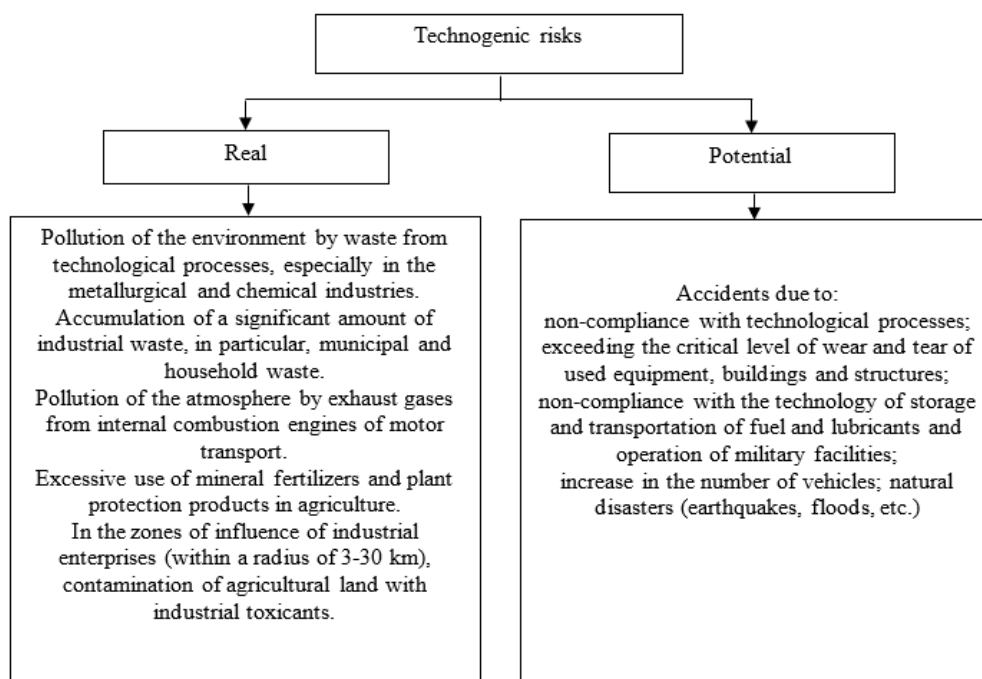 Technogenic risks
Real
Potential
Pollution of the environment by waste from
technological processes, especially in the
metallurgical and chemical industries.
Accumulation of a significant amount of
industrial waste, in particular, municipal and
household waste.
Pollution of the atmosphere by exhaust gases
from internal combustion engines of motor
transport.
Excessive use of mineral fertilizers and plant
protection products in agriculture.
In the zones of influence of industrial
enterprises (within a radius of 3-30 km),
contamination of agricultural land with
industrial toxicants.
Accidents due to:
non-compliance with technological processes;
exceeding the critical level of wear and tear of
used equipment, buildings and structures;
non-compliance with the technology of storage
and transportation of fuel and lubricants and
operation of military facilities;
increase in the number of vehicles; natural
disasters (earthquakes, floods, etc.)